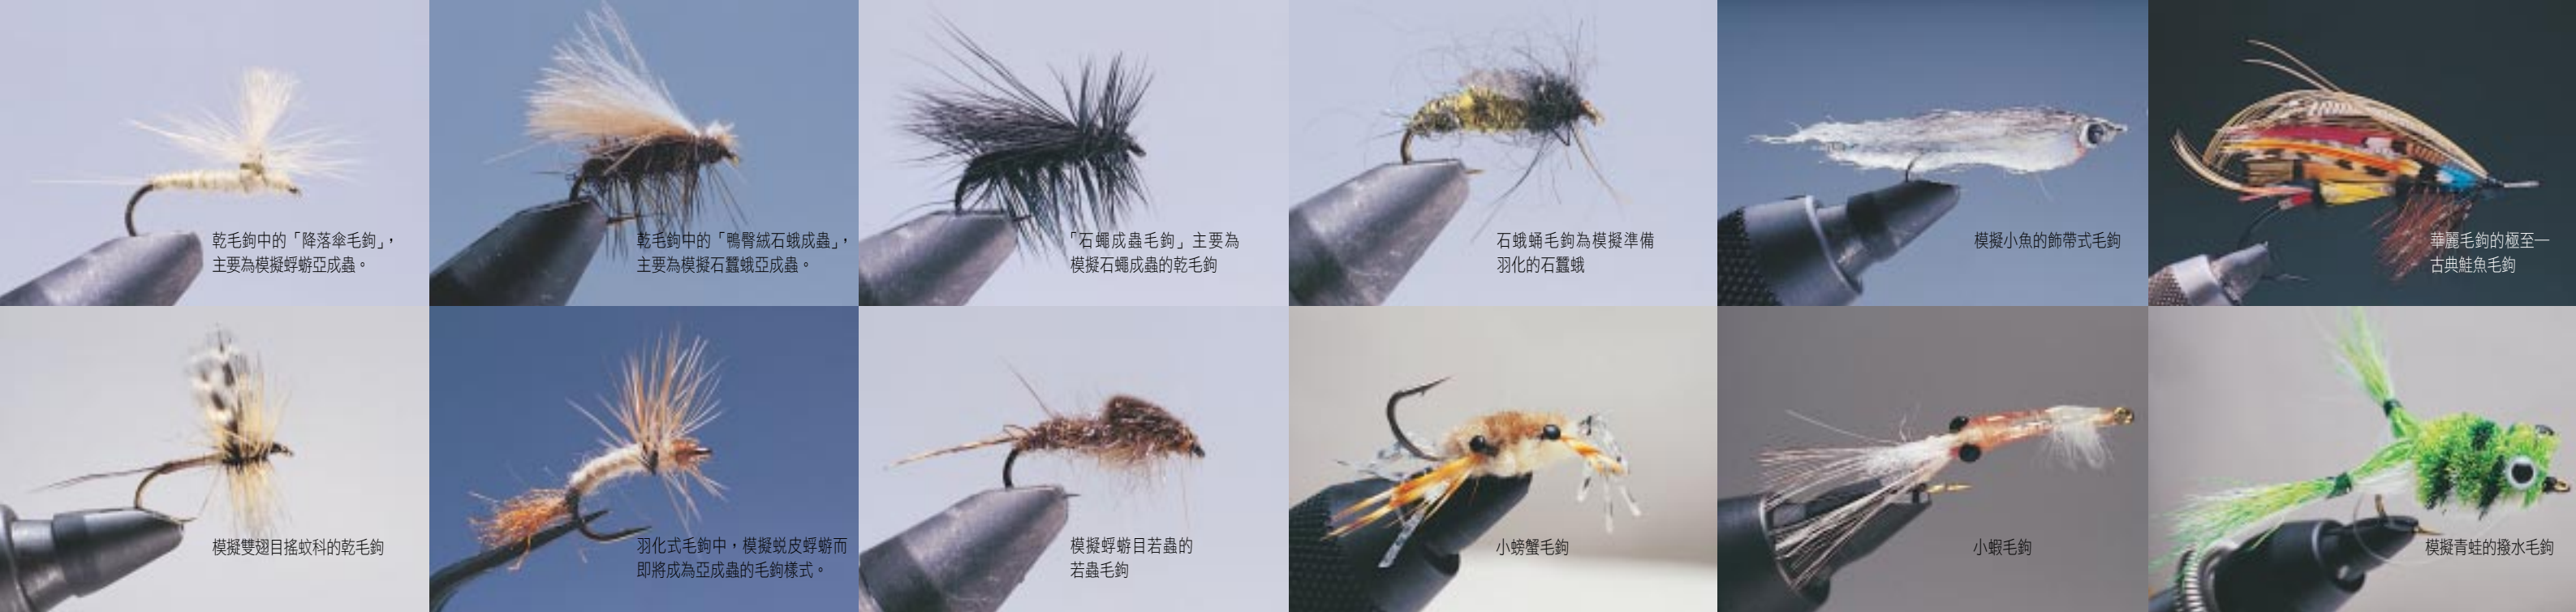 乾毛鉤中的「降落傘毛鉤」，
主要為模擬蜉蝣亞成蟲。
乾毛鉤中的「鴨臀絨石蛾成蟲」，
主要為模擬石蠶蛾亞成蟲。
「石蠅成蟲毛鉤」主要為
模擬石蠅成蟲的乾毛鉤
石蛾蛹毛鉤為模擬準備
羽化的石蠶蛾
模擬小魚的飾帶式毛鉤
華麗毛鉤的極至—
古典鮭魚毛鉤
模擬雙翅目搖蚊科的乾毛鉤
羽化式毛鉤中，模擬蛻皮蜉蝣而
即將成為亞成蟲的毛鉤樣式。
模擬蜉蝣目若蟲的
若蟲毛鉤
小螃蟹毛鉤
小蝦毛鉤
模擬青蛙的撥水毛鉤